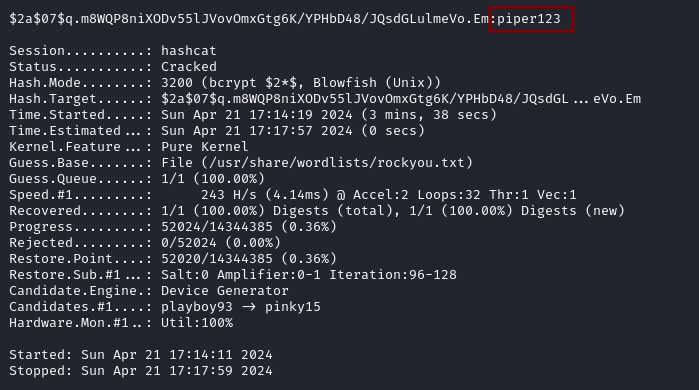 $2a$07$q.m8WQP8niXODv55lJVovOmxGtg6K/YPHbD48/JQsdGLulmeVo.Em:piper123
Session..........: hashcat
Status...........: Cracked
Hash.Mode........: 3200 (bcrypt $2*$, Blowfish (Unix))
Hash.Target......: $2a$07$q.m8WQP8niXODv55lJVovOmxGtg6K/YPHbD48/JQsdGL...eVo.Em
Time.Started.....: Sun Apr 21 17:14:19 2024 (3 mins, 38 secs)
Time.Estimated...: Sun Apr 21 17:17:57 2024 (0 secs)
Kernel.Feature...: Pure Kernel
Guess.Base.......: File (/usr/share/wordlists/rockyou.txt)
Guess.Queue......: 1/1 (100.00%)
Speed.#1.........:      243 H/s (4.14ms) @ Accel:2 Loops:32 Thr:1 Vec:1
Recovered........: 1/1 (100.00%) Digests (total), 1/1 (100.00%) Digests (new)
Progress.........: 52024/14344385 (0.36%)
Rejected.........: 0/52024 (0.00%)
Restore.Point....: 52020/14344385 (0.36%)
Restore.Sub.#1...: Salt:0 Amplifier:0-1 Iteration:96-128
Candidate.Engine.: Device Generator
Candidates.#1....: playboy93 -> pinky15
Hardware.Mon.#1..: Util:100%
Started: Sun Apr 21 17:14:11 2024
Stopped: Sun Apr 21 17:17:59 2024